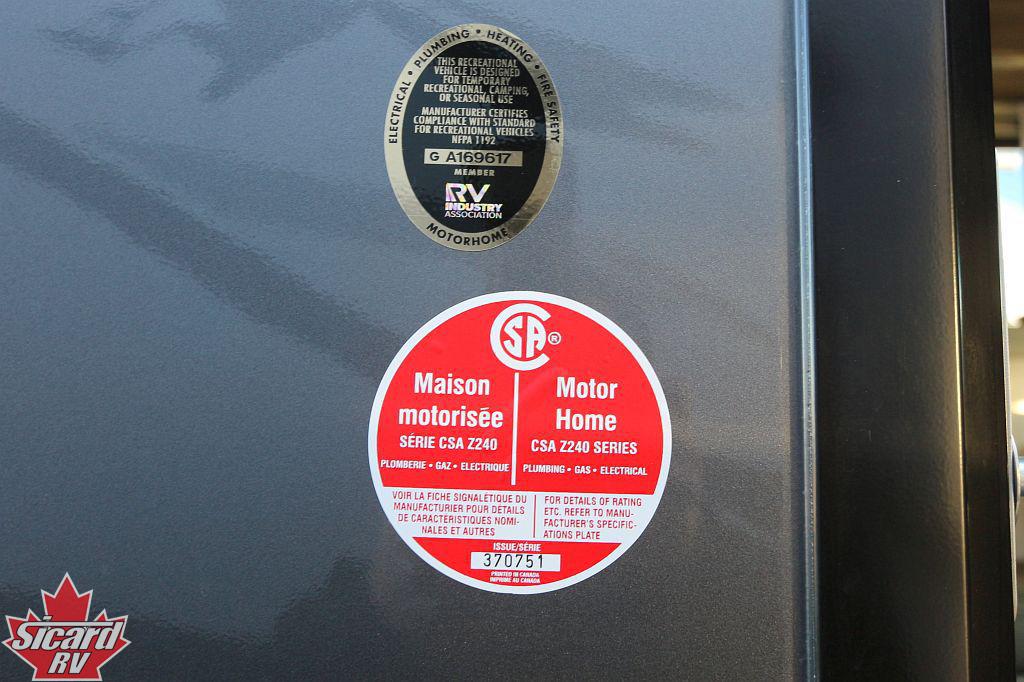 ELECTRICAL • PLUMBING • HEATING • FIRE SAFETY
THIS RECREATIONAL
VEHICLE IS DESIGNED
FOR TEMPORARY
RECREATIONAL, CAMPING,
OR SEASONAL USE
MANUFACTURER CERTIFIES
COMPLIANCE WITH STANDARD
FOR RECREATIONAL VEHICLES
NFPA 1192
G A169617
MEMBER
RV
INDUSTRY
ASSOCIATION
MOTORHOME
CSA ®
Maison
motorisée
SÉRIE CSA Z240
PLOMBERIE • GAZ • ELECTRIQUE
Motor
Home
CSA Z240 SERIES
PLUMBING • GAS • ELECTRICAL
VOIR LA FICHE SIGNALÉTIQUE DU
MANUFACTURIER POUR DÉTAILS
DE CARACTERISTIQUES NOMI-
NALES ET AUTRES
FOR DETAILS OF RATING
ETC. REFER TO MANU-
FACTURER'S SPECIFIC-
ATIONS PLATE
ISSUE/SÉRIE
370751
PRINTED IN CANADA
IMPRIME AU CANADA
Sicard
RV